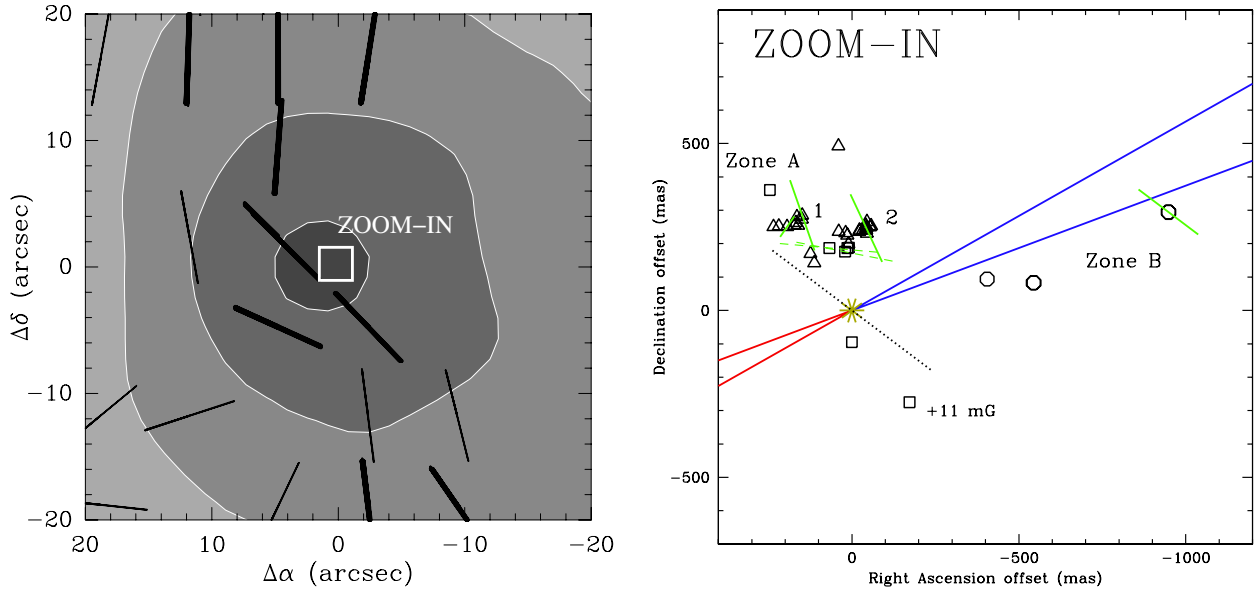 20
10
0
−10
−20
Δδ (arcsec)
ZOOM−IN
20
10
0
−10
−20
Δα (arcsec)
ZOOM−IN
Zone A
1
2
Zone B
+11 mG
500
0
−500
Declination offset (mas)
0
−500
−1000
Right Ascension offset (mas)